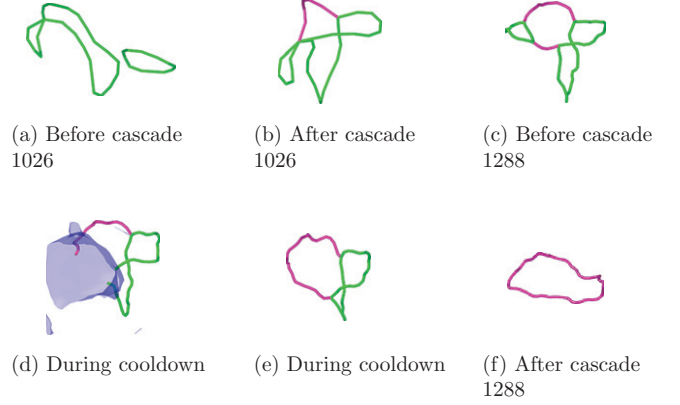 (a) Before cascade
1026
(b) After cascade
1026
(c) Before cascade
1288
(d) During cooldown
(e) During cooldown
(f) After cascade
1288